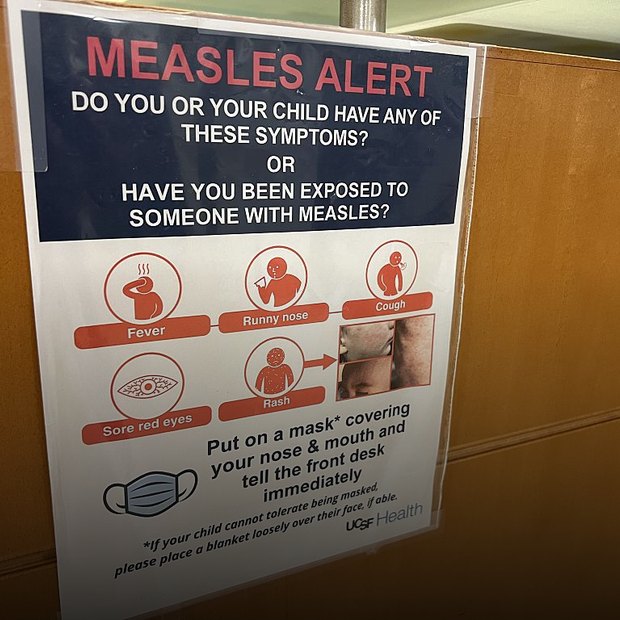 MEASLES ALERT
DO YOU OR YOUR CHILD HAVE ANY OF
THESE SYMPTOMS?
OR
HAVE YOU BEEN EXPOSED TO
SOMEONE WITH MEASLES?
Fever
Runny nose
Cough
Sore red eyes
Rash
Put on a mask* covering
your nose & mouth and
tell the front desk
immediately
*If your child cannot tolerate being masked,
please place a blanket loosely over their face, if able.
UCSF Health